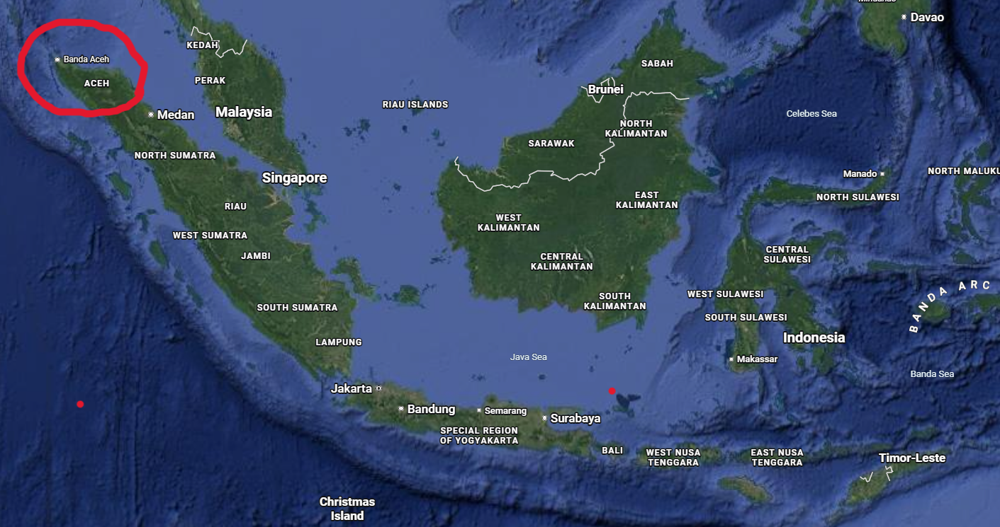 Mindanao
Davao
KEDAH
Banda Aceh
ACEH
PERAK
SABAH
Brunei
RIAU ISLANDS
Medan
Malaysia
Celebes Sea
NORTH
KALIMANTAN
SARAWAK
NORTH SUMATRA
Singapore
Manado
NORTH MALUKU
NORTH SULAWESI
RIAU
EAST
KALIMANTAN
WEST
KALIMANTAN
WEST SUMATRA
JAMBI
CENTRAL
SULAWESI
CENTRAL
KALIMANTAN
BANDA ARC
WEST SULAWESI
SOUTH
KALIMANTAN
SOUTH SUMATRA
SOUTH SULAWESI
Indonesia
LAMPUNG
Java Sea
Makassar
Banda Sea
Jakarta
Bandung
Semarang
Surabaya
SPECIAL REGION
OF YOGYAKARTA
BALI
WEST NUSA
TENGGARA
EAST NUSA
TENGGARA
Timor-Leste
Christmas
Island